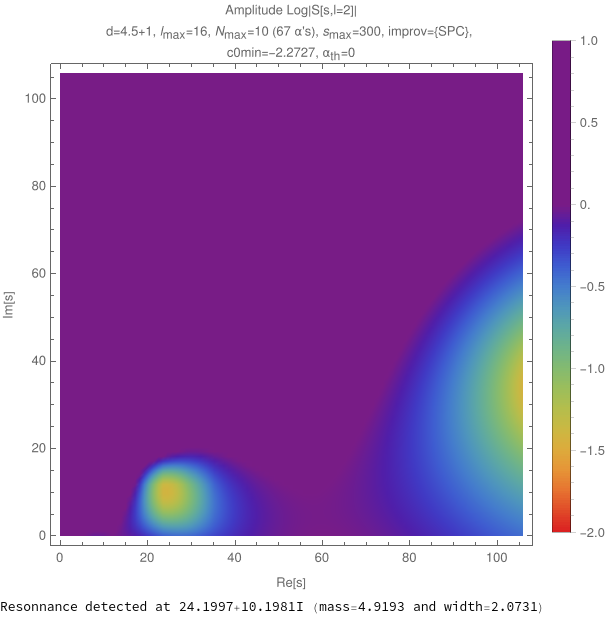 Amplitude Log|S[s,l=2]|
d=4.5+1, lmax=16, Nmax=10 (67 α's), smax=300, improv={SPC},
c0min=−2.2727, αth=0
1.0
0.5
0.
−0.5
−1.0
−1.5
−2.0
100
80
60
40
20
0
Im[s]
0 20 40 60 80 100
Re[s]
Resonnance detected at 24.1997+10.1981I (mass=4.9193 and width=2.0731)